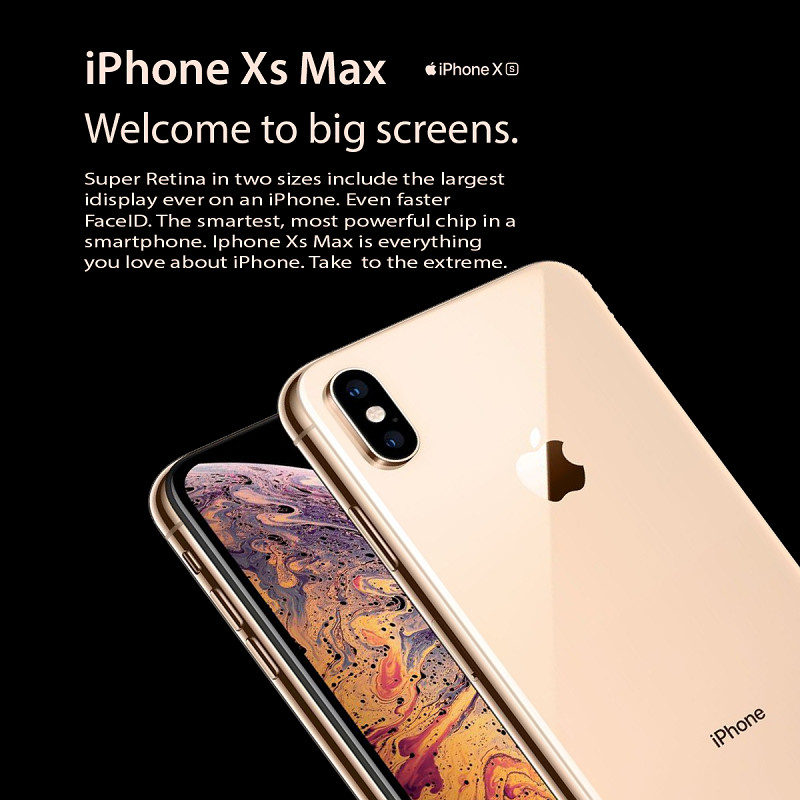 iPhone Xs Max
iPhone XS
Welcome to big screens.
Super Retina in two sizes include the largest
idisplay ever on an iPhone. Even faster
FaceID. The smartest, most powerful chip in a
smartphone. Iphone Xs Max is everything
you love about iPhone. Take  to the extreme.
iPhone